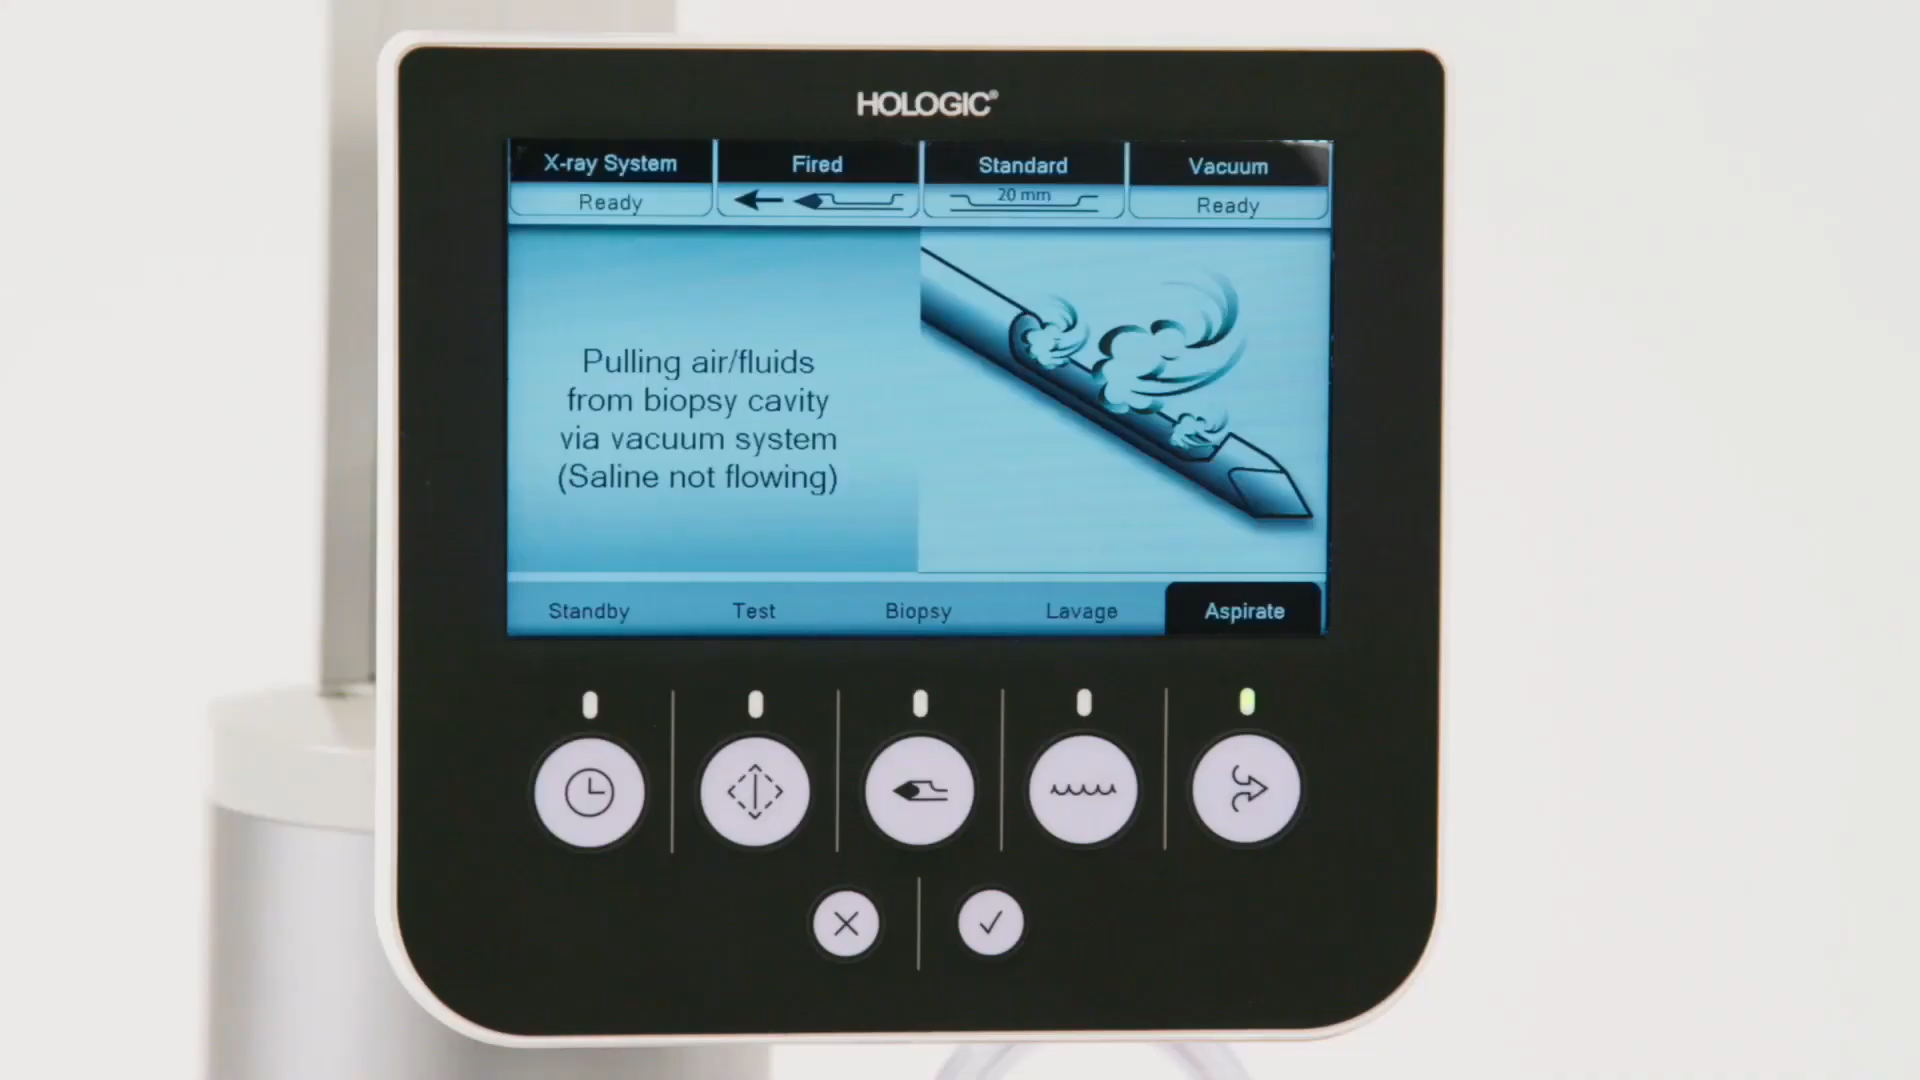 HOLOGIC®
X-ray System Fired Standard Vacuum
Ready 20 mm Ready
Pulling air/fluids
from biopsy cavity
via vacuum system
(Saline not flowing)
Standby Test Biopsy Lavage Aspirate